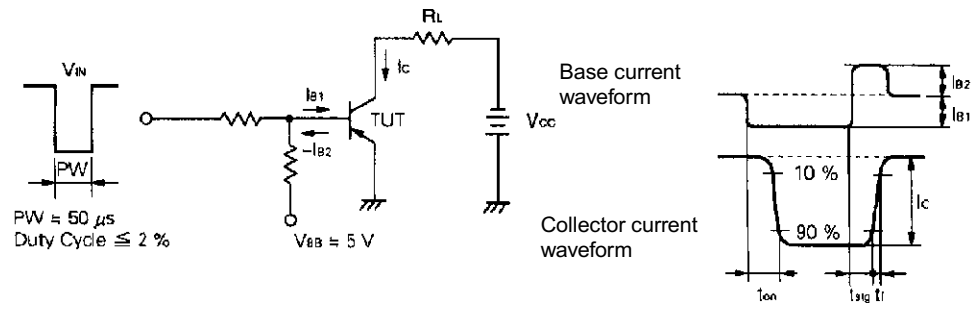 VIN
PW
PW ≒ 50 μs
Duty Cycle ≦ 2 %
IB1
−IB2
VBB ≒ 5 V
TUT
IC
RL
VCC
Base current
waveform
IB2
IB1
Collector current
waveform
10 %
90 %
IC
ton
tstg tf